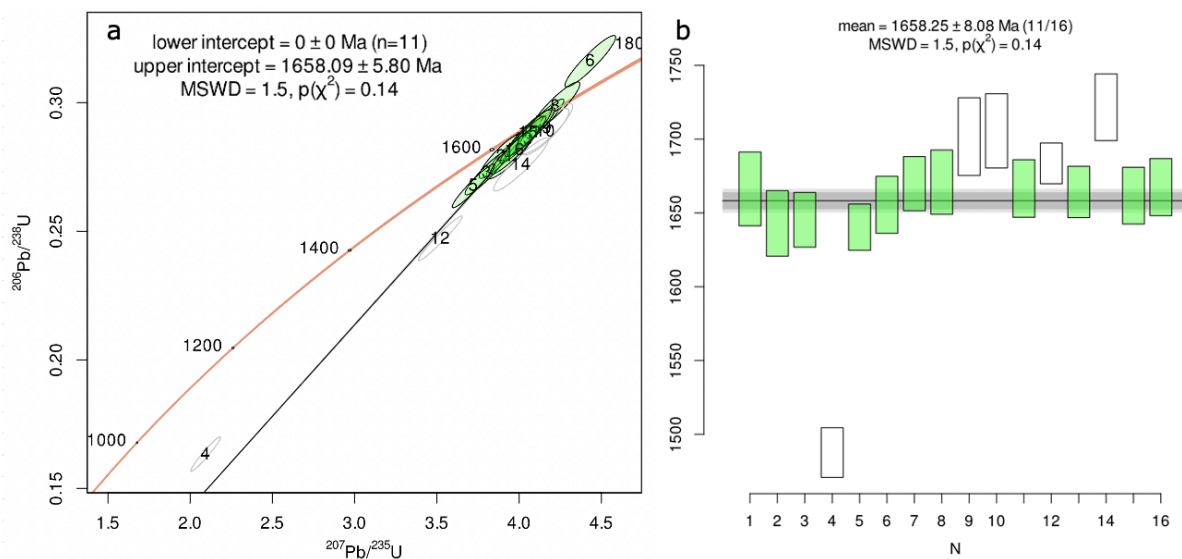 a
lower intercept = 0 ± 0 Ma (n=11)
upper intercept = 1658.09 ± 5.80 Ma
MSWD = 1.5, p(χ²) = 0.14
1000
1200
1400
1600
180
4
12
5
14
6
0.15
0.20
0.25
0.30
²⁰⁶Pb/²³⁸U
1.5 2.0 2.5 3.0 3.5 4.0 4.5
²⁰⁷Pb/²³⁵U
b
mean = 1658.25 ± 8.08 Ma (11/16)
MSWD = 1.5, p(χ²) = 0.14
1750
1700
1650
1600
1550
1500
1 2 3 4 5 6 7 8 9 10 12 14 16
N